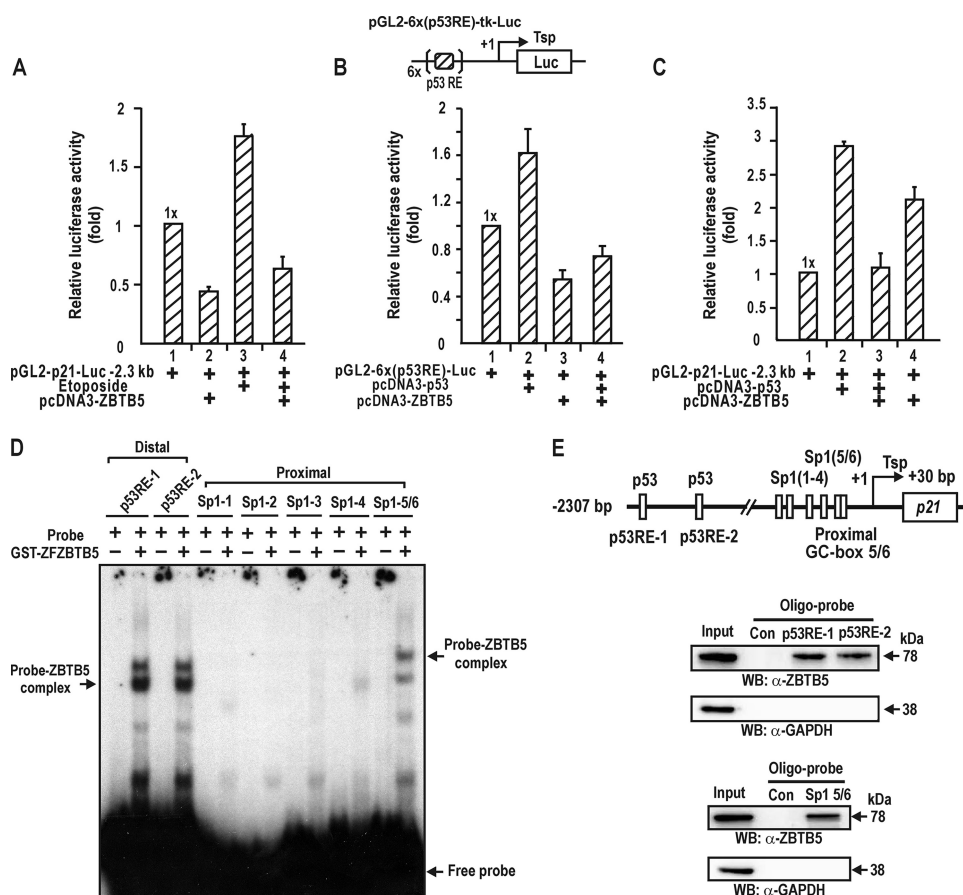 pGL2-6x(p53RE)-tk-Luc
+1 Tsp
6x
p53 RE
Luc
A
Relative luciferase activity
(fold)
2
1.5
1
0.5
0
1x
1 2 3 4
pGL2-p21-Luc -2.3 kb + + + +
Etoposide + +
pcDNA3-ZBTB5 + +
B
Relative luciferase activity
(fold)
2
1.6
1.2
0.8
0.4
0
1x
1 2 3 4
pGL2-6x(p53RE)-Luc + + + +
pcDNA3-p53 + +
pcDNA3-ZBTB5 + +
C
Relative luciferase activity
(fold)
3.5
3
2.5
2
1.5
1
0.5
0
1x
1 2 3 4
pGL2-p21-Luc -2.3 kb + + + +
pcDNA3-p53 + +
pcDNA3-ZBTB5 + +
D
Distal
p53RE-1 p53RE-2
Proximal
Sp1-1 Sp1-2 Sp1-3 Sp1-4 Sp1-5/6
Probe + + + + + + + + + + + + + +
GST-ZFZBTB5 – + – + – + – + – + – + – +
Probe-ZBTB5
complex
Probe-ZBTB5
complex
Free probe
E
Sp1(5/6)
p53 p53 Sp1(1-4) +1 Tsp +30 bp
-2307 bp
p21
p53RE-1 p53RE-2 Proximal
GC-box 5/6
Oligo-probe
Input Con p53RE-1 p53RE-2 kDa
78
WB: α-ZBTB5
38
WB: α-GAPDH
Oligo-probe
Input Con Sp1 5/6 kDa
78
WB: α-ZBTB5
38
WB: α-GAPDH